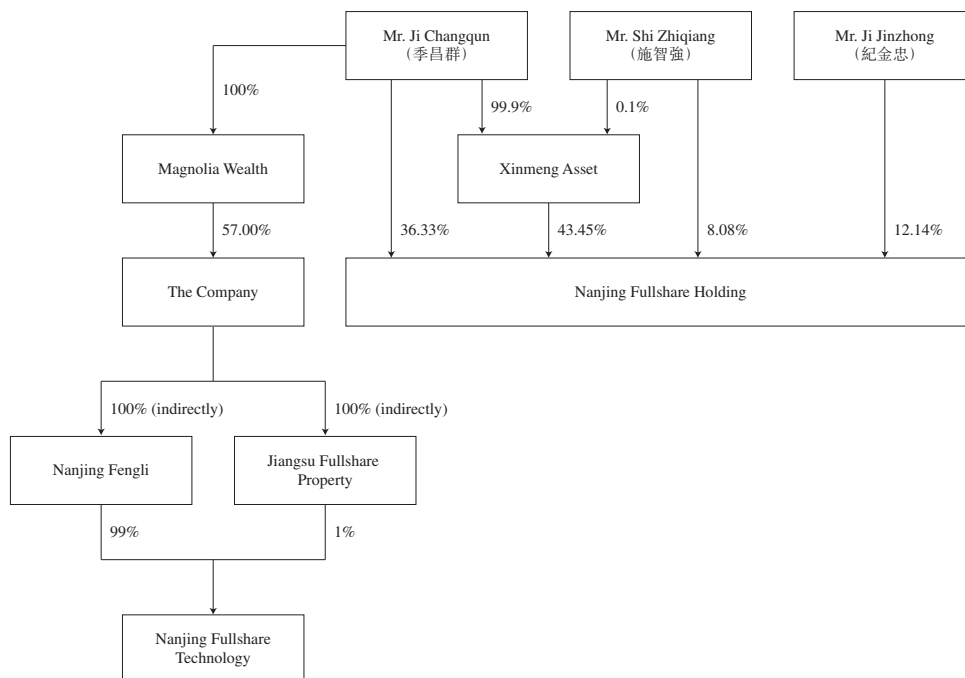 Mr. Ji Changqun
（季昌群）
Mr. Shi Zhiqiang
（施智強）
Mr. Ji Jinzhong
（紀金忠）
100%
99.9%
0.1%
Magnolia Wealth
Xinmeng Asset
57.00%
36.33%
43.45%
8.08%
12.14%
The Company
Nanjing Fullshare Holding
100% (indirectly)
100% (indirectly)
Nanjing Fengli
Jiangsu Fullshare
Property
99%
1%
Nanjing Fullshare
Technology